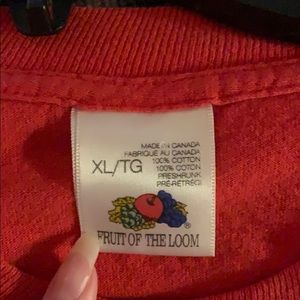 MADE IN CANADA
FABRIQUÉ AU CANADA
XL/TG
100% COTTON
100% COTON
PRESHRUNK
PRÉ-RÉTRÉCI
®
FRUIT OF THE LOOM